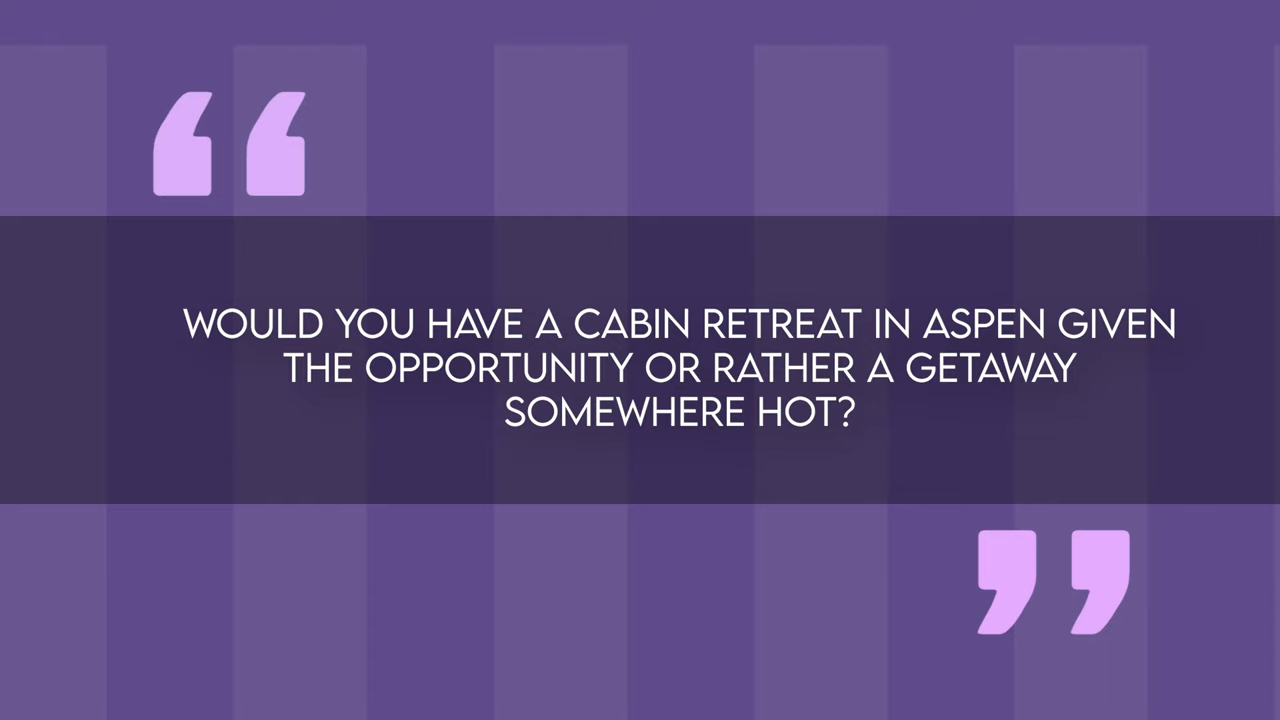 “
WOULD YOU HAVE A CABIN RETREAT IN ASPEN GIVEN
THE OPPORTUNITY OR RATHER A GETAWAY
SOMEWHERE HOT?
”